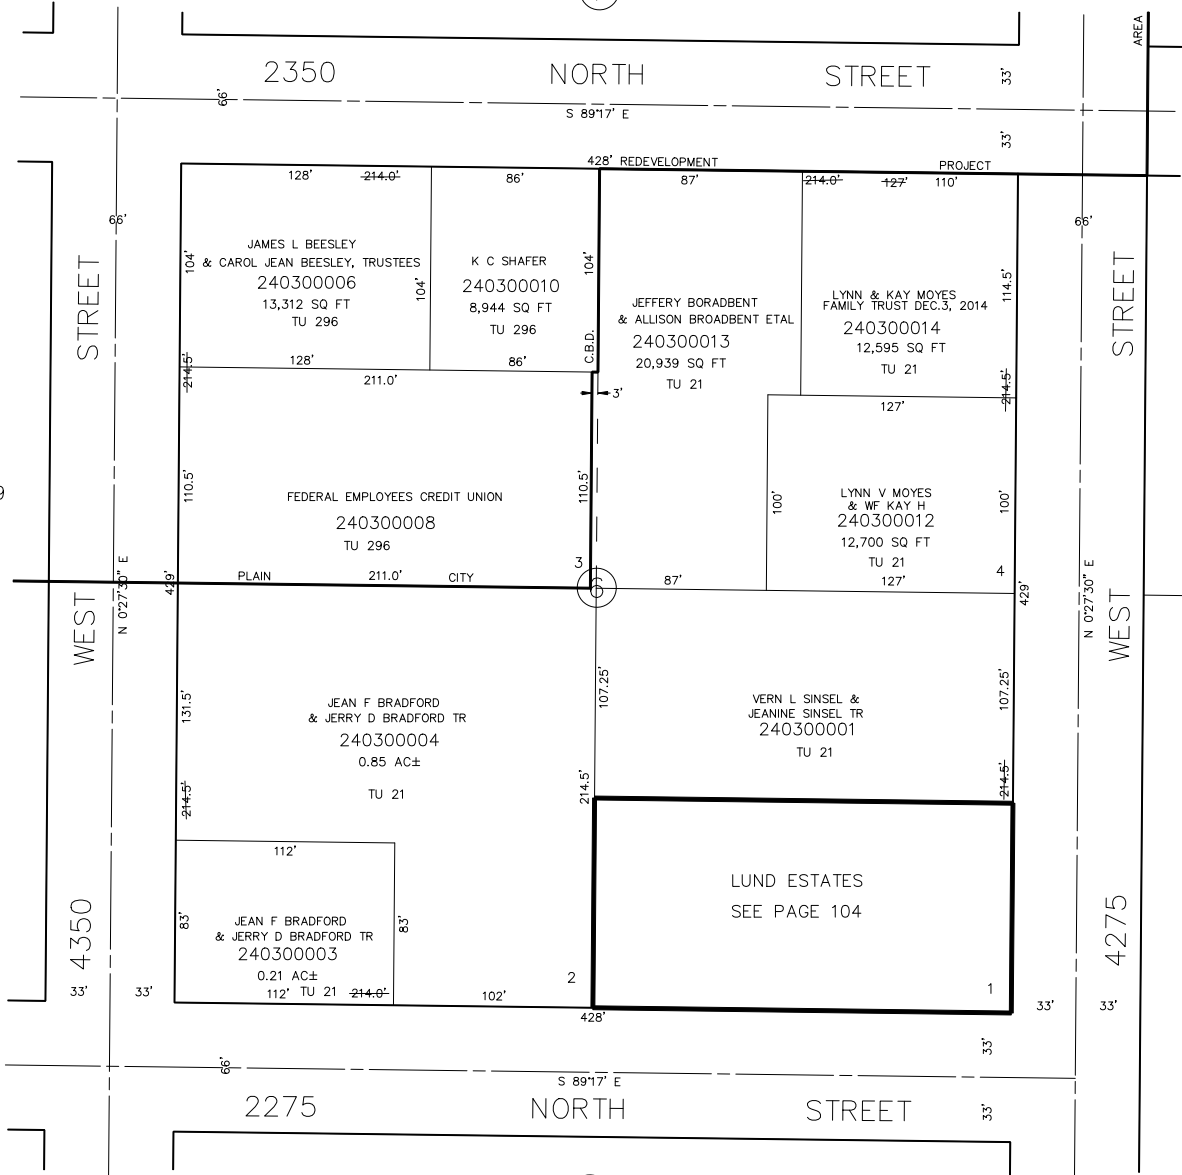 AREA
2350 NORTH STREET
33'
66'
S 89°17' E
33'
428' REDEVELOPMENT PROJECT
128' 214.0' 86' 87' 214.0' 127' 110'
66'
66'
JAMES L BEESLEY
& CAROL JEAN BEESLEY, TRUSTEES
240300006
13,312 SQ FT
TU 296
104'
104'
K C SHAFER
240300010
8,944 SQ FT
TU 296
104'
C.B.D.
JEFFERY BORADBENT
& ALLISON BROADBENT ETAL
240300013
20,939 SQ FT
TU 21
LYNN & KAY MOYES
FAMILY TRUST DEC.3, 2014
240300014
12,595 SQ FT
TU 21
114.5'
STREET
STREET
128'
86'
214.5'
211.0'
3'
214.5'
127'
110.5'
FEDERAL EMPLOYEES CREDIT UNION
240300008
TU 296
110.5'
100'
LYNN V MOYES
& WF KAY H
240300012
12,700 SQ FT
TU 21
100'
4
3
PLAIN 211.0' CITY
6
87'
127'
429'
429'
N 0°27'30" E
N 0°27'30" E
WEST
WEST
131.5'
JEAN F BRADFORD
& JERRY D BRADFORD TR
240300004
0.85 AC±
TU 21
107.25'
VERN L SINSEL &
JEANINE SINSEL TR
240300001
TU 21
107.25'
214.5'
214.5'
214.5'
112'
83'
JEAN F BRADFORD
& JERRY D BRADFORD TR
240300003
0.21 AC±
112' TU 21 214.0'
83'
102'
2
LUND ESTATES
SEE PAGE 104
1
4350
4275
33' 33'
33' 33'
428'
33'
66'
S 89°17' E
2275 NORTH STREET
33'